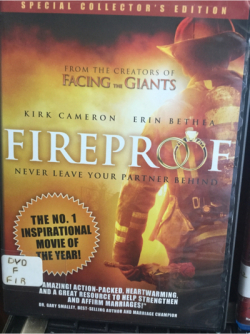 SPECIAL COLLECTOR'S EDITION
FROM THE CREATORS OF
FACING THE GIANTS
KIRK CAMERON ERIN BETHEA
FIREPROOF
NEVER LEAVE YOUR PARTNER BEHIND
THE NO. 1
INSPIRATIONAL
MOVIE OF
THE YEAR!
DVD
F
FIR
"AMAZING! ACTION-PACKED, HEARTWARMING,
AND A GREAT RESOURCE TO HELP STRENGTHEN
AND AFFIRM MARRIAGES!"
DR. GARY SMALLEY, BEST-SELLING AUTHOR AND MARRIAGE CHAMPION